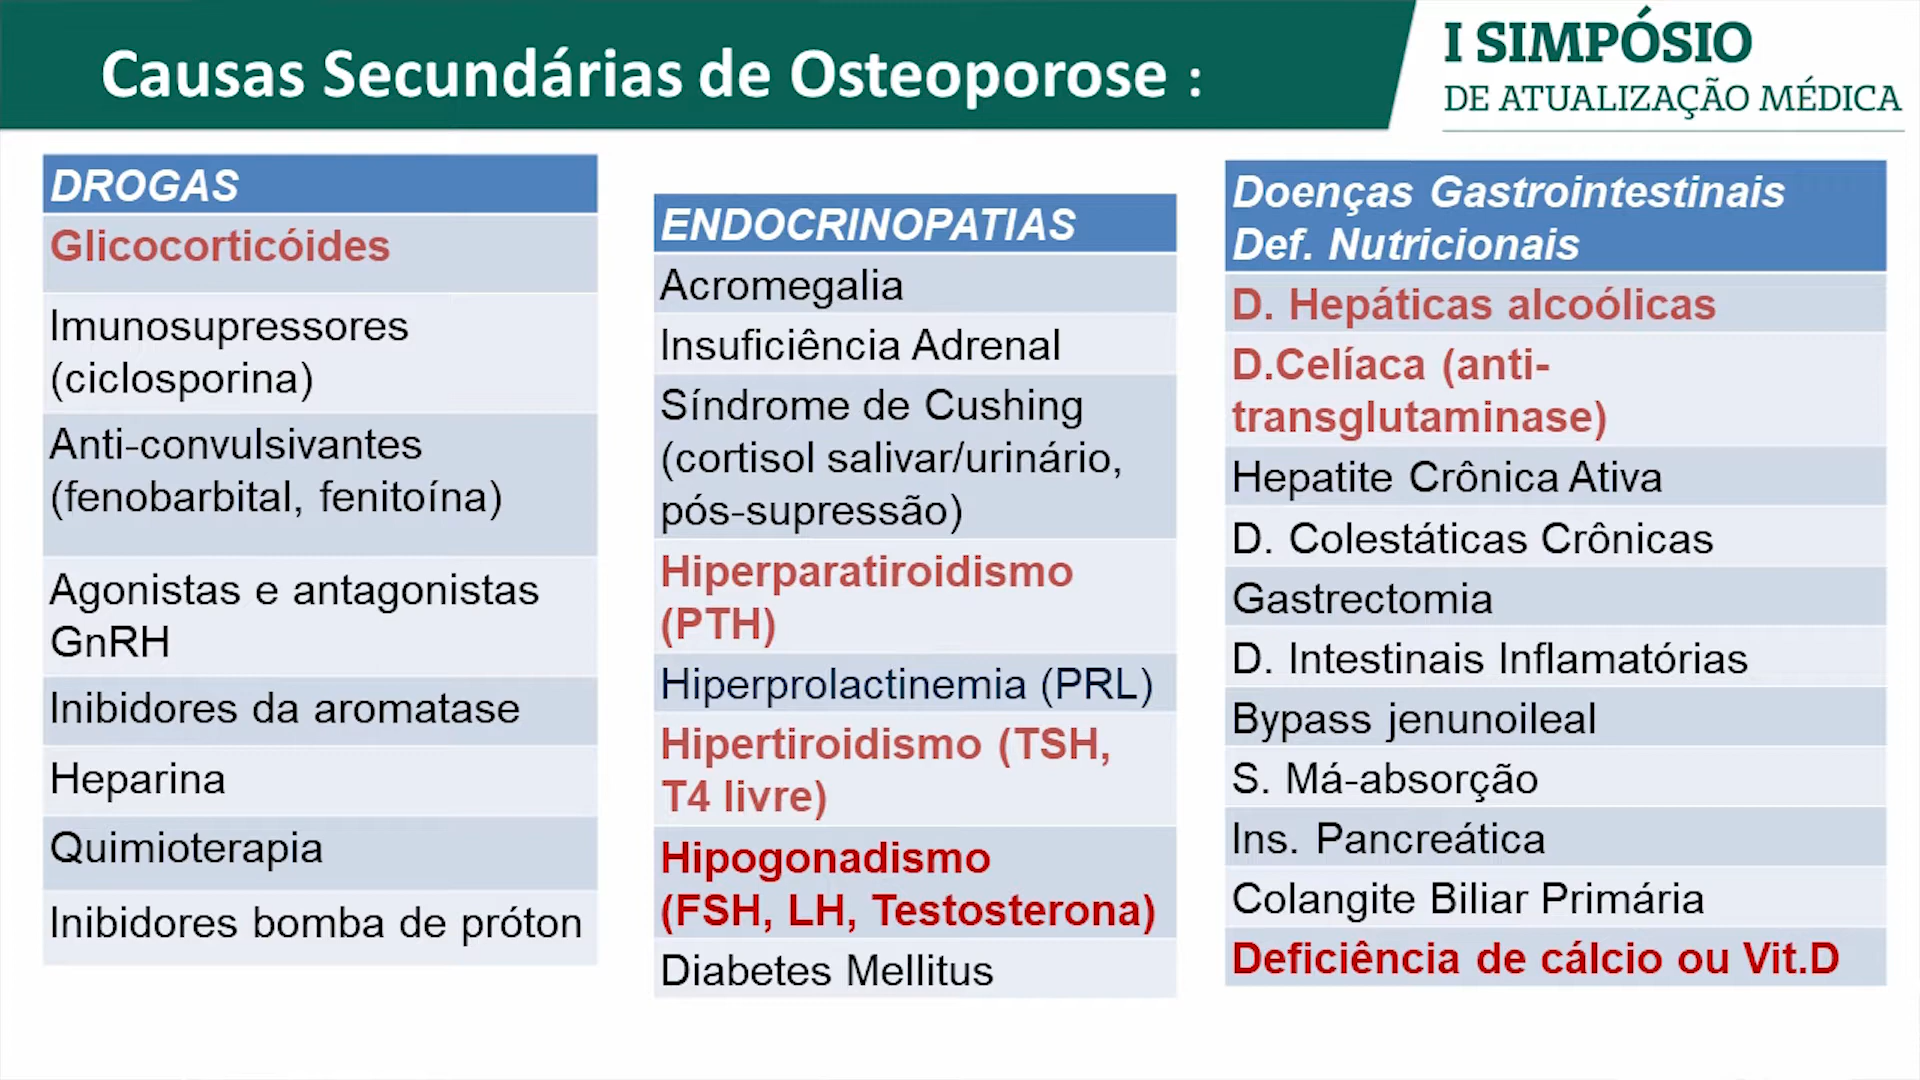 Causas Secundárias de Osteoporose :
I SIMPÓSIO
DE ATUALIZAÇÃO MÉDICA
DROGAS
Glicocorticóides
Imunosupressores
(ciclosporina)
Anti-convulsivantes
(fenobarbital, fenitoína)
Agonistas e antagonistas
GnRH
Inibidores da aromatase
Heparina
Quimioterapia
Inibidores bomba de próton
ENDOCRINOPATIAS
Acromegalia
Insuficiência Adrenal
Síndrome de Cushing
(cortisol salivar/urinário,
pós-supressão)
Hiperparatiroidismo
(PTH)
Hiperprolactinemia (PRL)
Hipertiroidismo (TSH,
T4 livre)
Hipogonadismo
(FSH, LH, Testosterona)
Diabetes Mellitus
Doenças Gastrointestinais
Def. Nutricionais
D. Hepáticas alcoólicas
D.Celíaca (anti-
transglutaminase)
Hepatite Crônica Ativa
D. Colestáticas Crônicas
Gastrectomia
D. Intestinais Inflamatórias
Bypass jenunoileal
S. Má-absorção
Ins. Pancreática
Colangite Biliar Primária
Deficiência de cálcio ou Vit.D